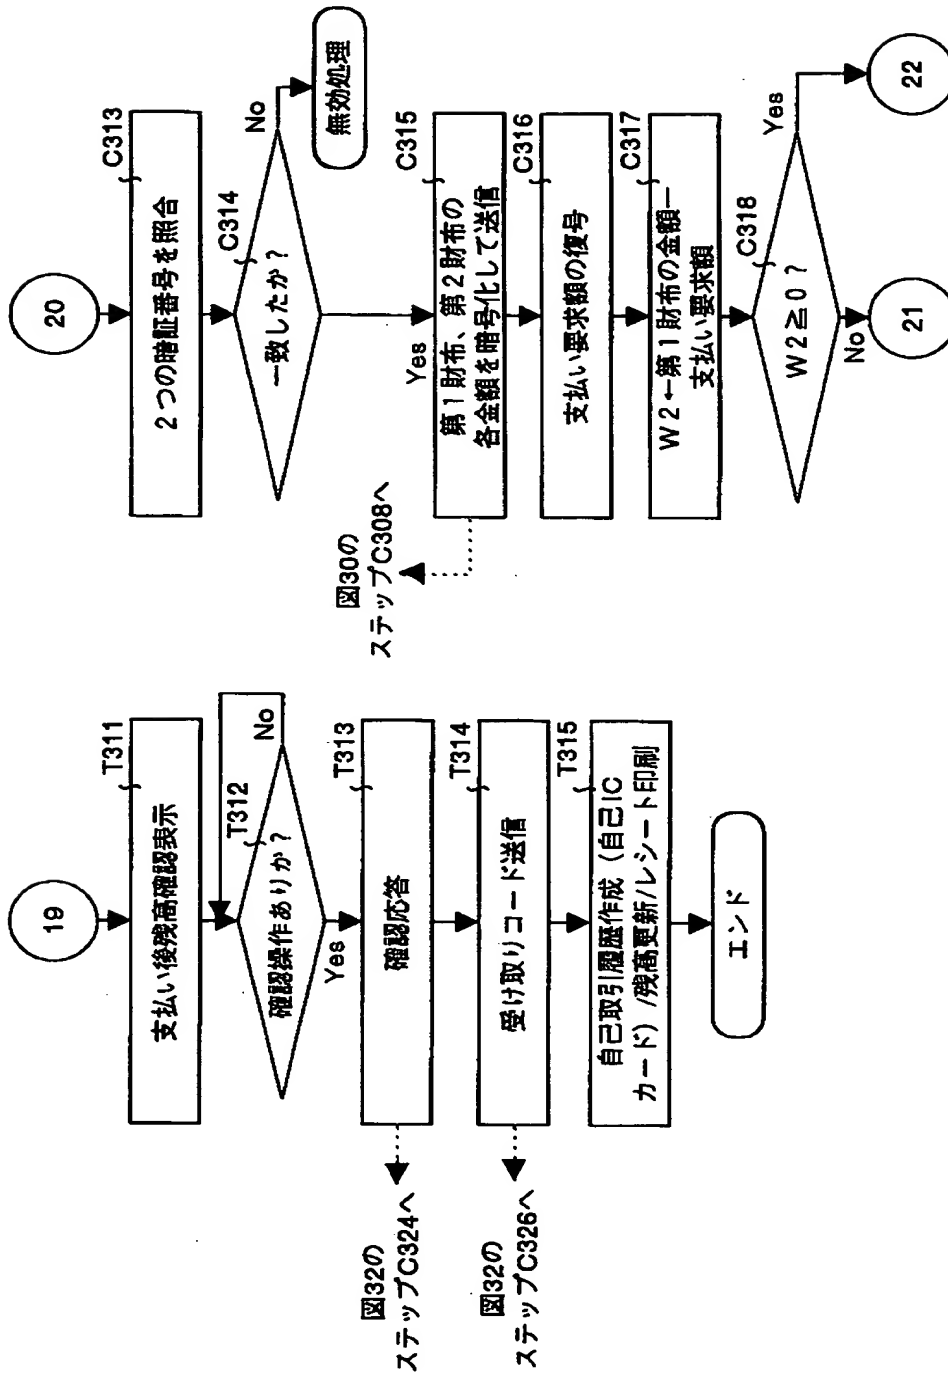 19
T311
支払い後残高確認表示
T312
確認操作ありか？
No
Yes
T313
確認応答
図32の
ステップC324へ
T314
受け取りコード送信
図32の
ステップC326へ
T315
自己取引履歴作成（自己IC
カード）/残高更新/レシート印刷
エンド
20
C313
２つの暗証番号を照合
C314
一致したか？
No
無効処理
Yes
C315
第１財布、第２財布の
各金額を暗号化して送信
図30の
ステップC308へ
C316
支払い要求額の復号
C317
W２←第１財布の金額－
支払い要求額
C318
W２≧０？
Yes
No
22
21